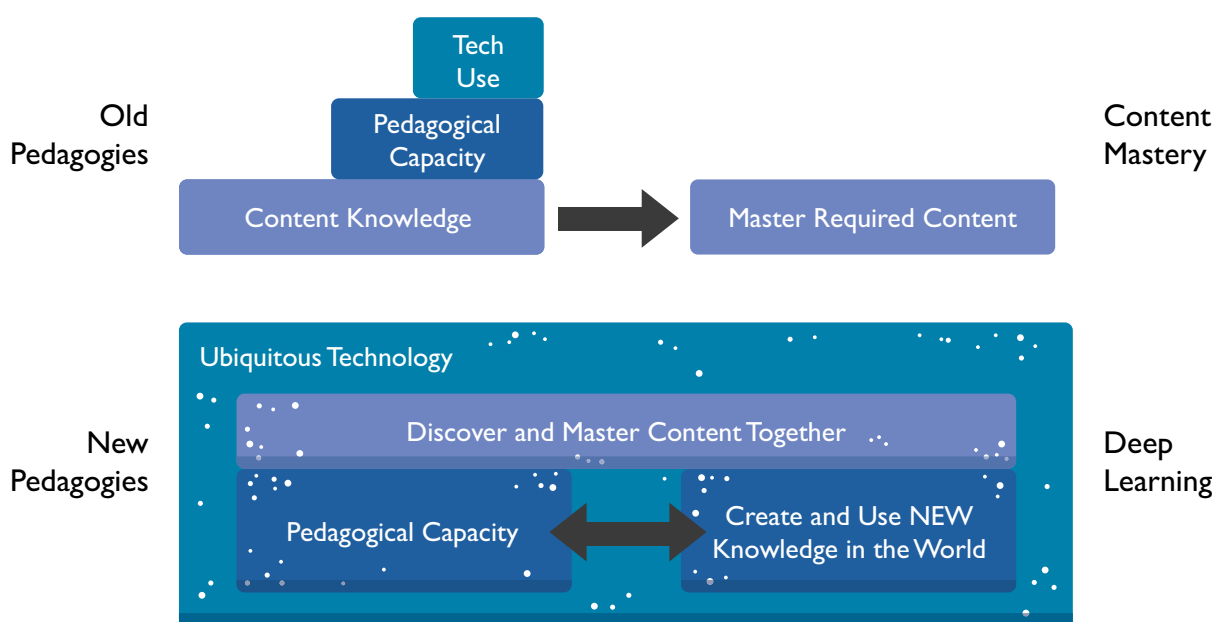 Tech
Use
Old
Pedagogies
Pedagogical
Capacity
Content
Mastery
Content Knowledge
Master Required Content
Ubiquitous Technology
Discover and Master Content Together
New
Pedagogies
Deep
Learning
Pedagogical Capacity
Create and Use NEW
Knowledge in the World